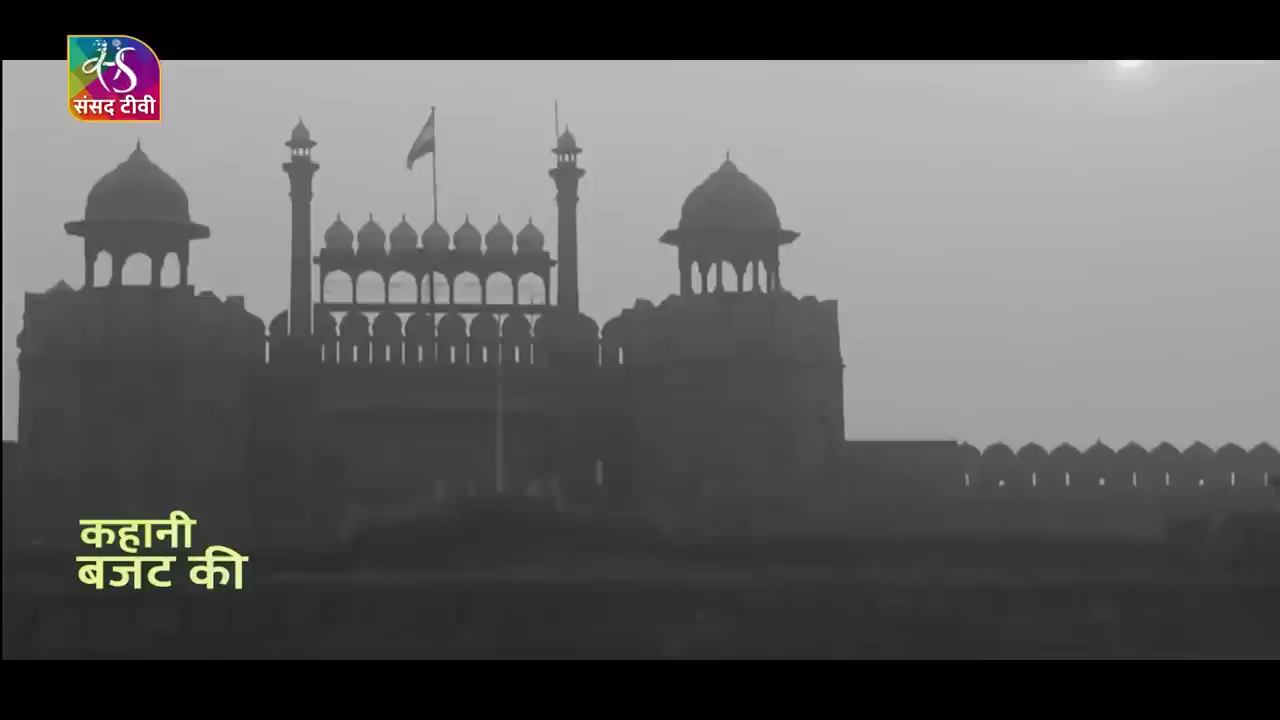 संसद टीवी
कहानी
बजट की